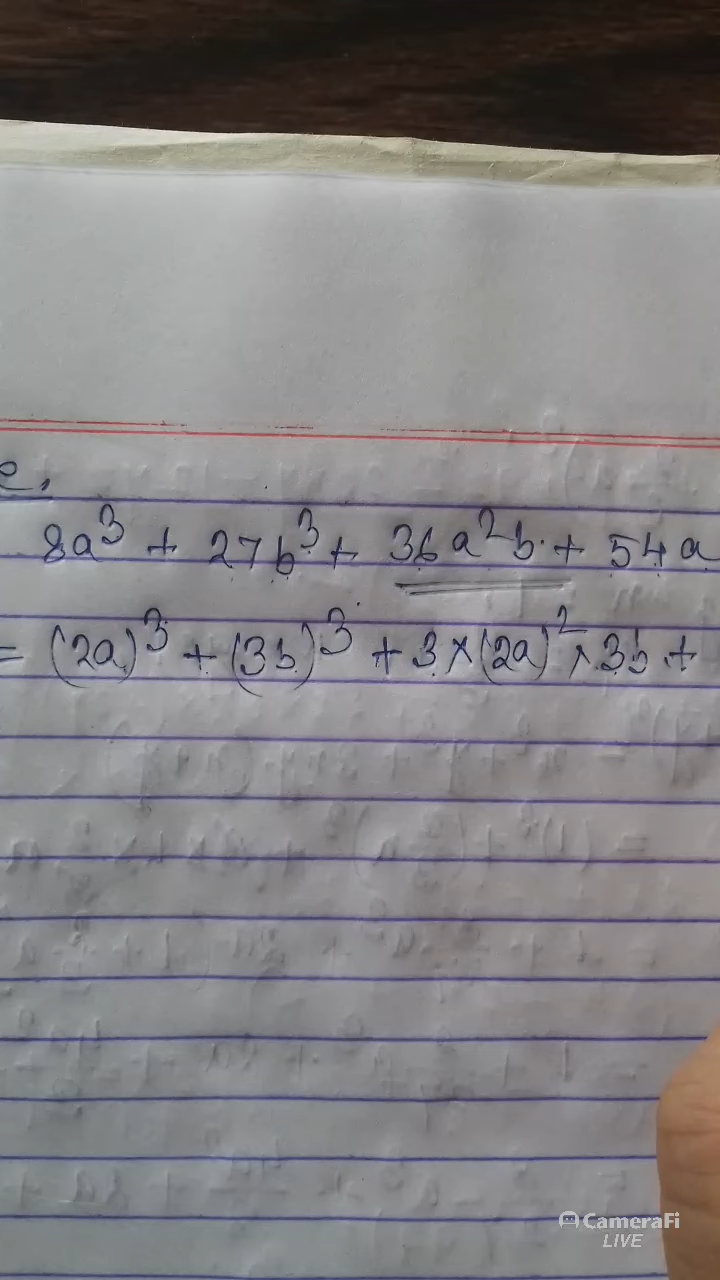 e.
8a³ + 27b³ + 36a²b + 54a
= (2a)³ + (3b)³ + 3×(2a)²×3b +
CameraFi
LIVE